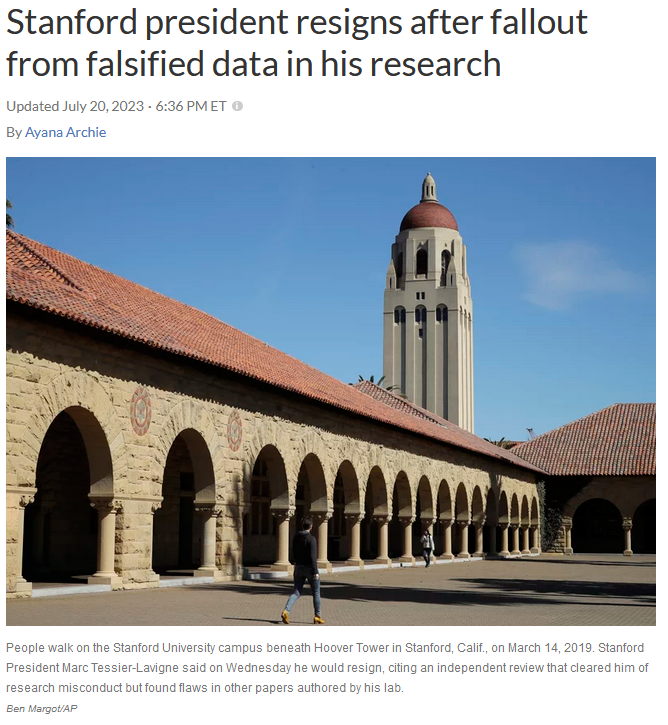 Stanford president resigns after fallout
from falsified data in his research
Updated July 20, 2023 · 6:36 PM ET
By Ayana Archie
People walk on the Stanford University campus beneath Hoover Tower in Stanford, Calif., on March 14, 2019. Stanford
President Marc Tessier-Lavigne said on Wednesday he would resign, citing an independent review that cleared him of
research misconduct but found flaws in other papers authored by his lab.
Ben Margot/AP